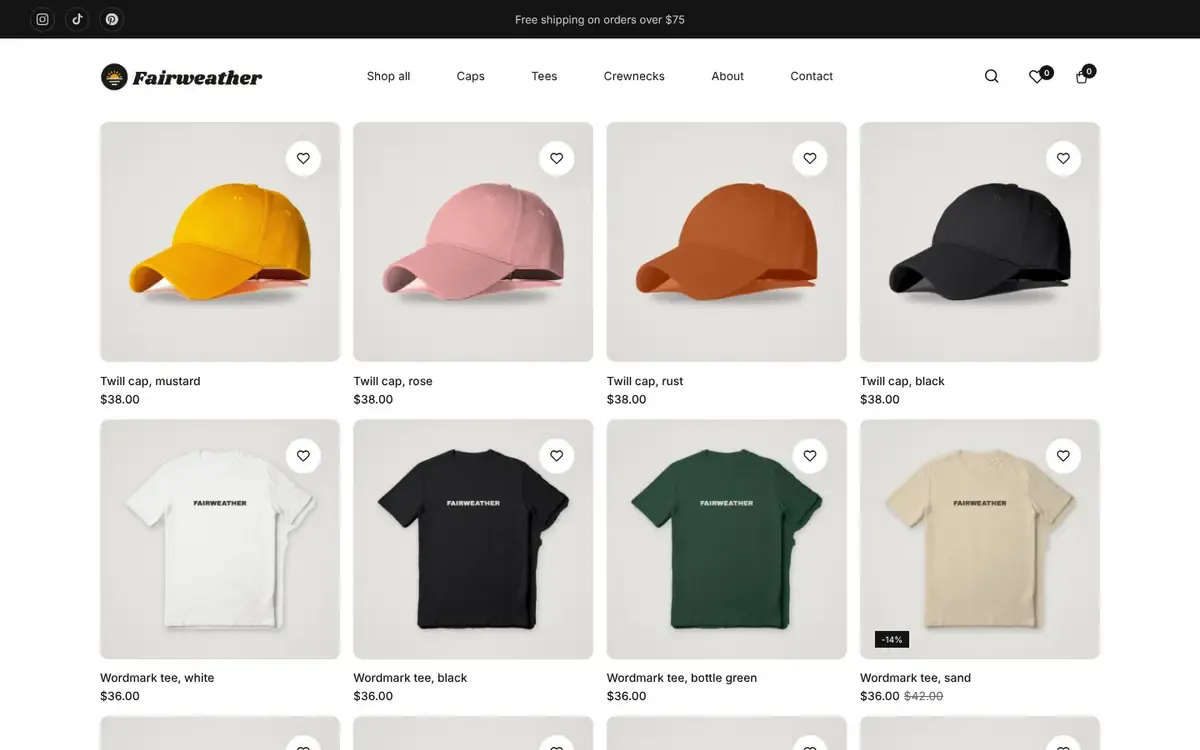 Free shipping on orders over $75
Fairweather
Shop all
Caps
Tees
Crewnecks
About
Contact
0
0
Twill cap, mustard
$38.00
Twill cap, rose
$38.00
Twill cap, rust
$38.00
Twill cap, black
$38.00
FAIRWEATHER
Wordmark tee, white
$36.00
FAIRWEATHER
Wordmark tee, black
$36.00
FAIRWEATHER
Wordmark tee, bottle green
$36.00
FAIRWEATHER
-14%
Wordmark tee, sand
$36.00 $42.00